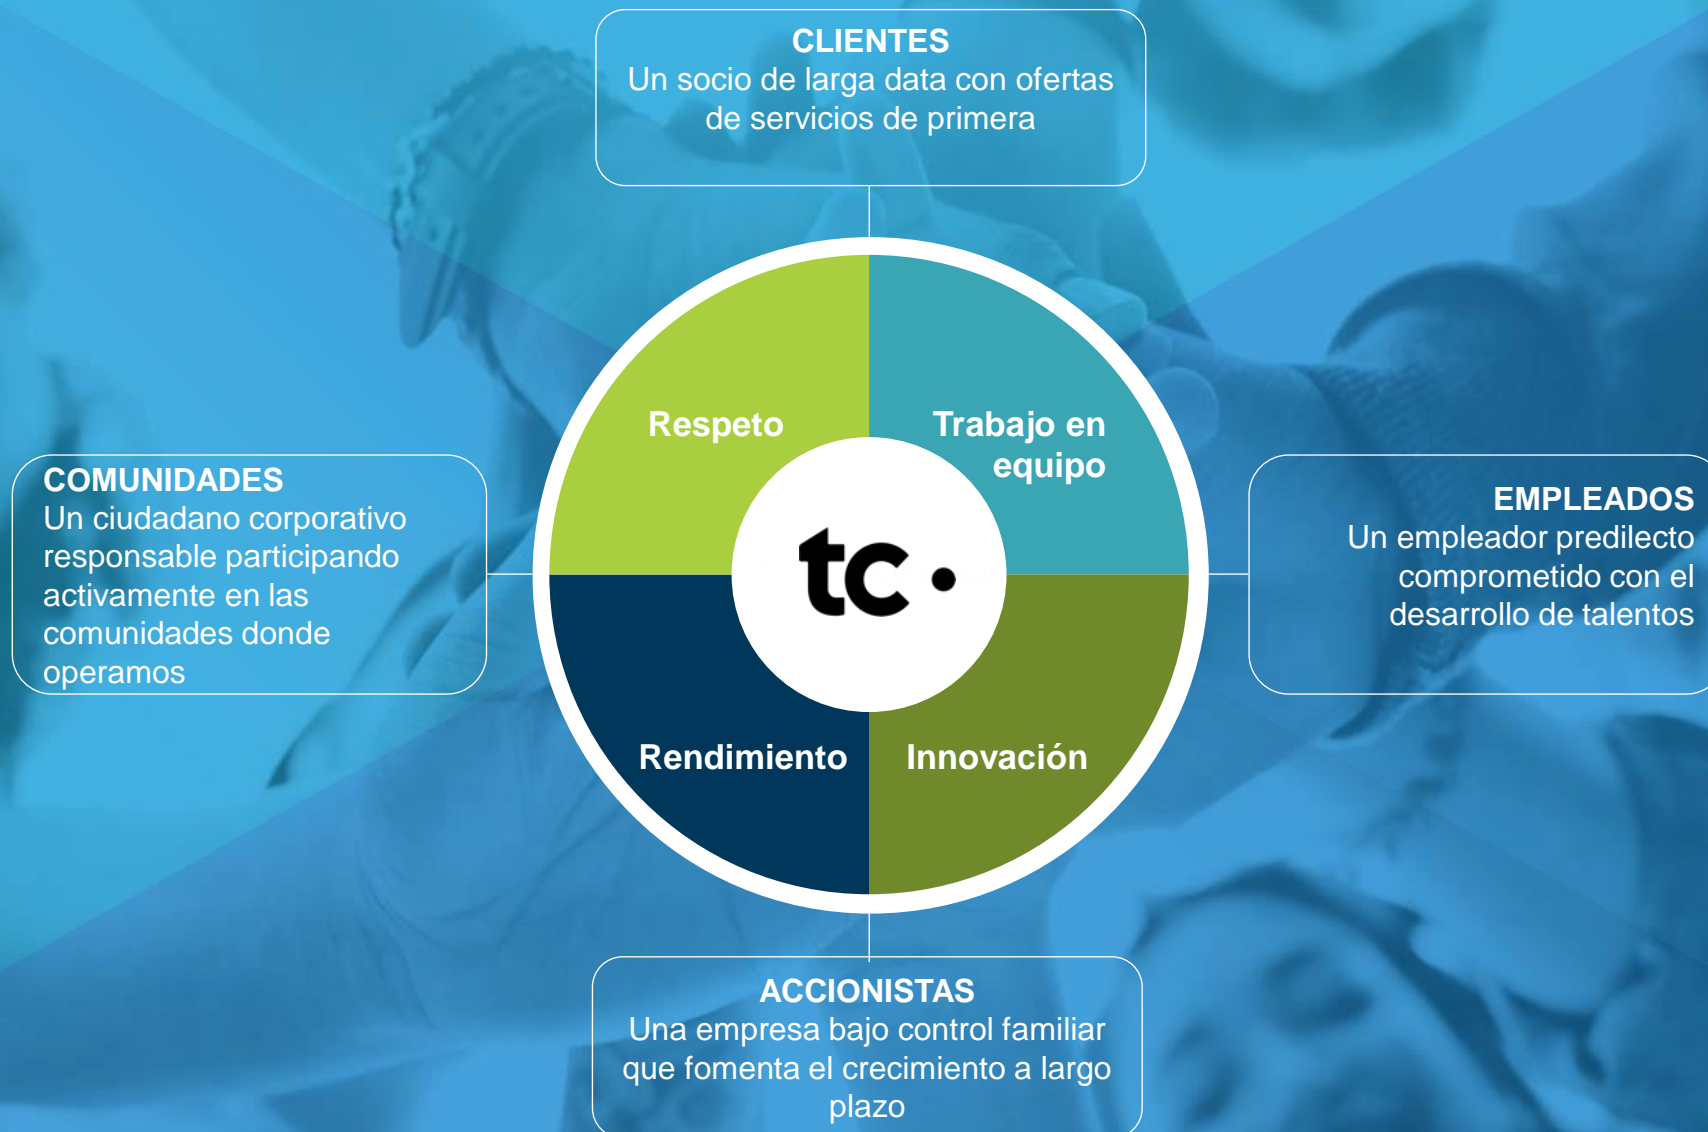 CLIENTES
Un socio de larga data con ofertas
de servicios de primera
Respeto
Trabajo en
equipo
COMUNIDADES
Un ciudadano corporativo
responsable participando
activamente en las
comunidades donde
operamos
tc.
EMPLEADOS
Un empleador predilecto
comprometido con el
desarrollo de talentos
Rendimiento
Innovación
ACCIONISTAS
Una empresa bajo control familiar
que fomenta el crecimiento a largo
plazo